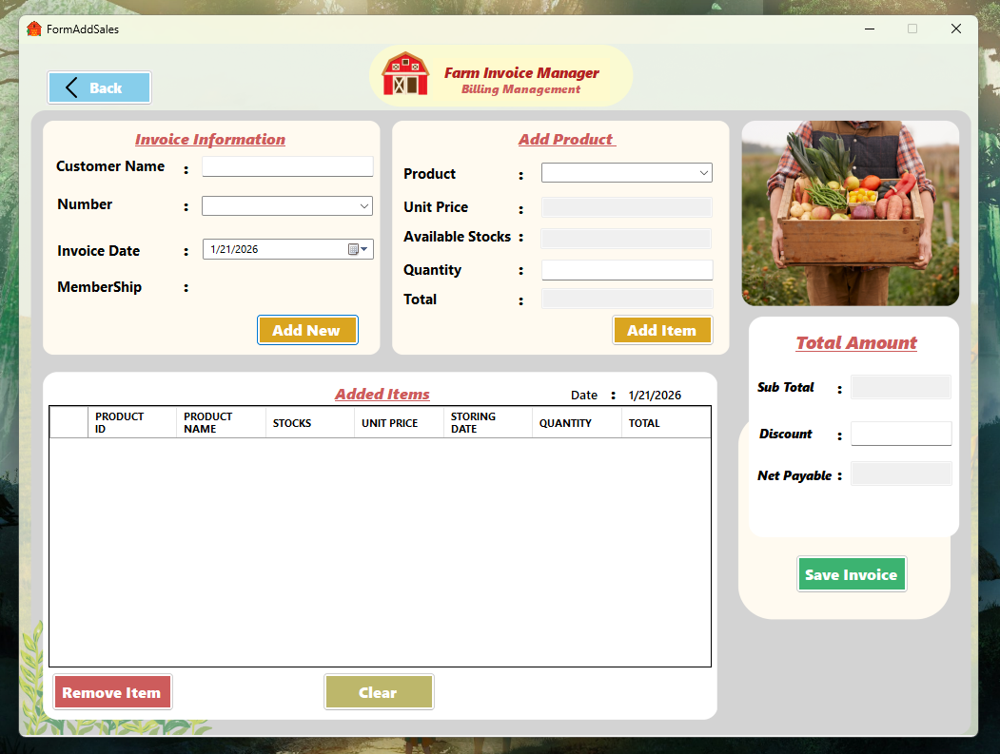 FormAddSales
Back
Farm Invoice Manager
Billing Management
Invoice Information
Customer Name :
Number :
Invoice Date : 1/21/2026
MemberShip :
Add New
Add Product
Product :
Unit Price :
Available Stocks :
Quantity :
Total :
Add Item
Total Amount
Sub Total :
Discount :
Net Payable :
Save Invoice
Added Items
Date : 1/21/2026
PRODUCT ID
PRODUCT NAME
STOCKS
UNIT PRICE
STORING DATE
QUANTITY
TOTAL
Remove Item
Clear